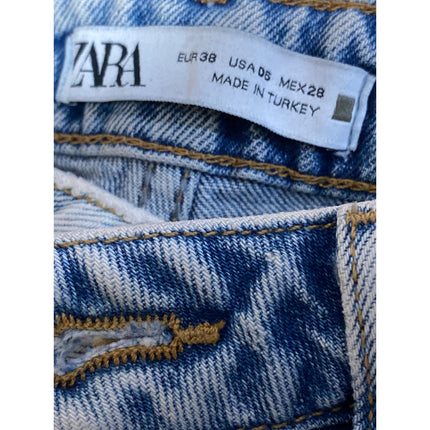 ZARA
EUR 38 USA 06 MEX 28
MADE IN TURKEY